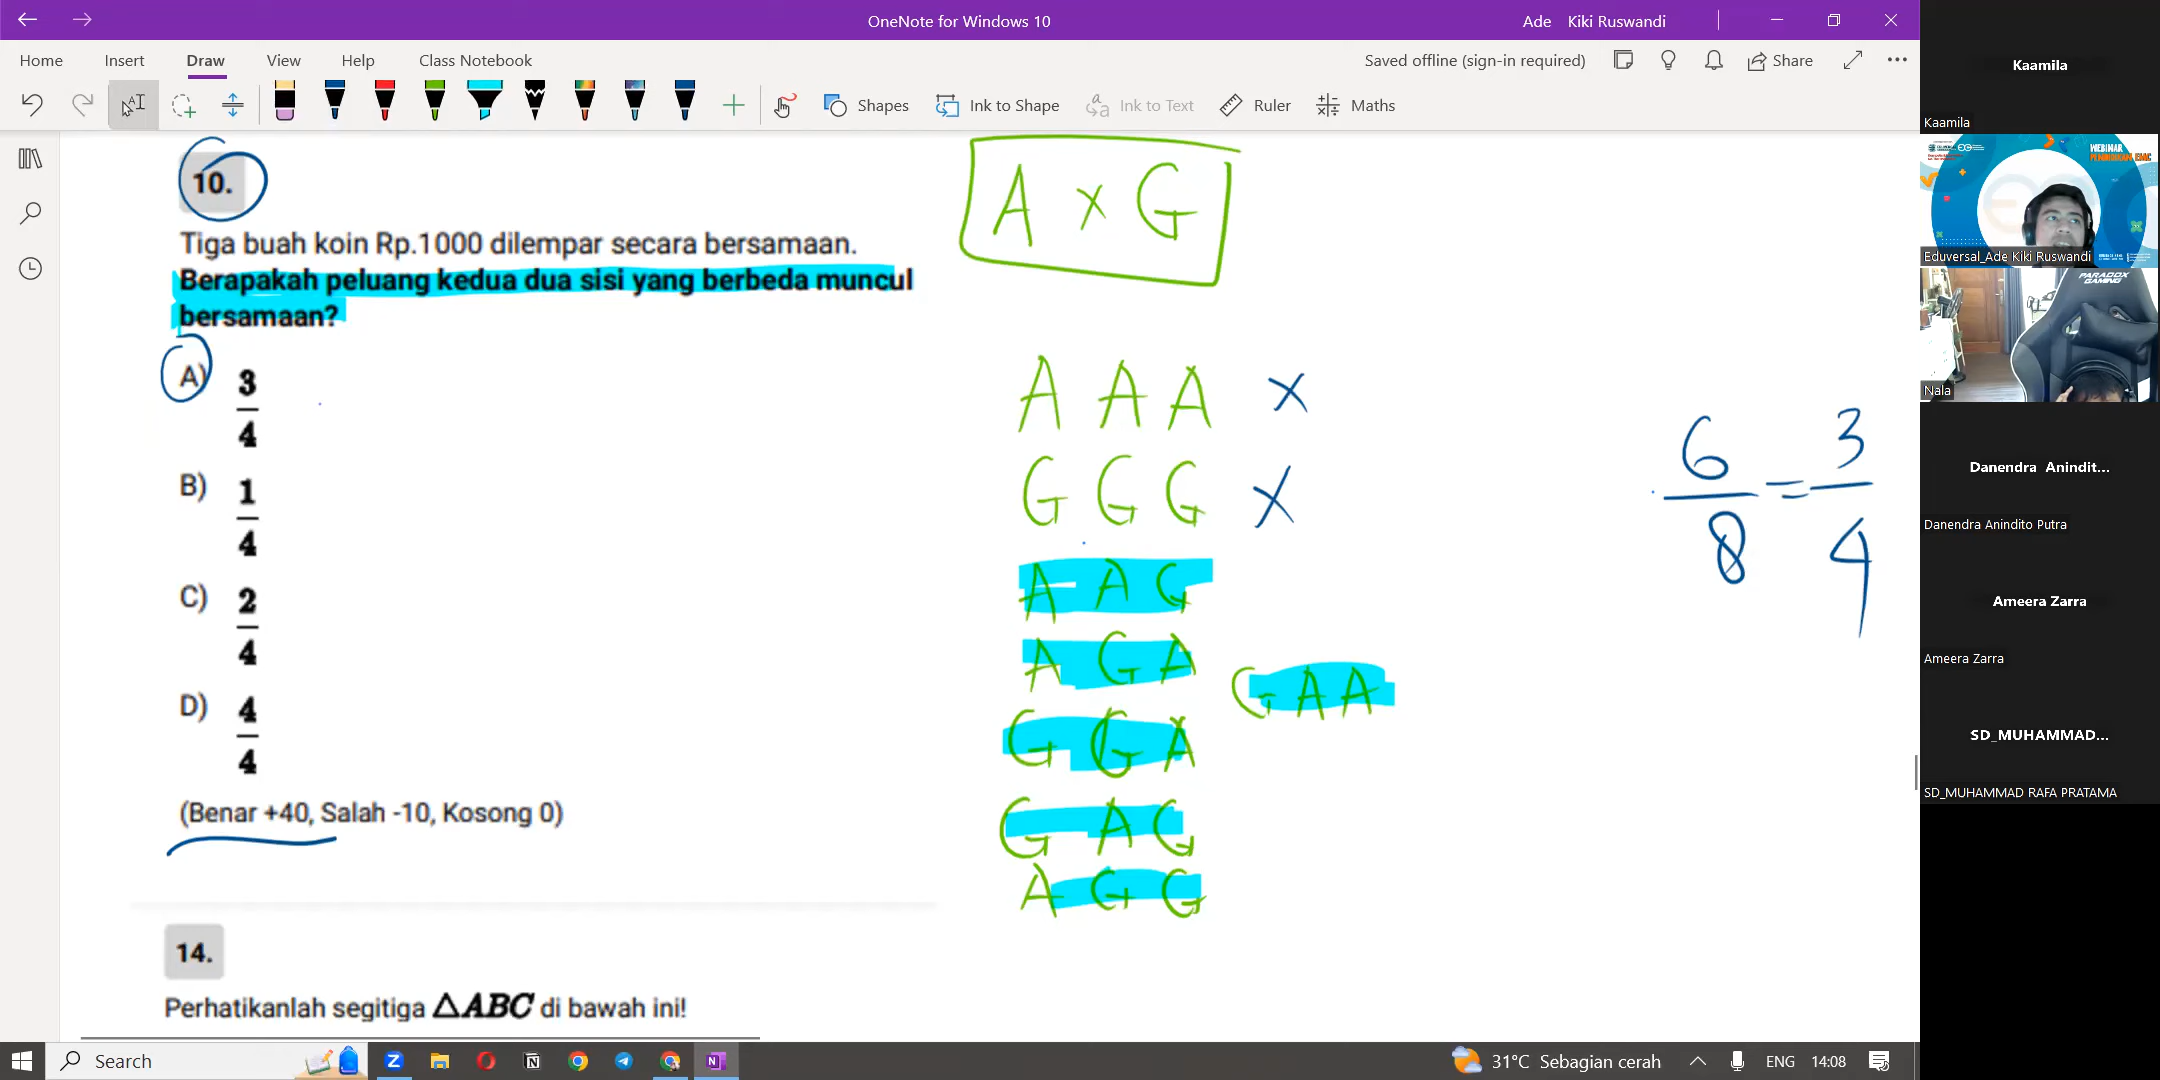 OneNote for Windows 10
Ade Kiki Ruswandi
Home Insert Draw View Help Class Notebook
Saved offline (sign-in required) Share
Shapes Ink to Shape Ink to Text Ruler Maths
10.
Tiga buah koin Rp.1000 dilempar secara bersamaan.
Berapakah peluang kedua dua sisi yang berbeda muncul
bersamaan?
A) 3/4
B) 1/4
C) 2/4
D) 4/4
(Benar +40, Salah -10, Kosong 0)
14.
Perhatikanlah segitiga △ABC di bawah ini!
A × G
A A A ×
G G G ×
A A G
A G A
G A A
G G A
G A G
A G G
6/8 = 3/4
Kaamila
Kaamila
WEBINAR
Eduversal_Ade Kiki Ruswandi
PARADOX
GAMING
Nala
Danendra Anindit...
Danendra Anindito Putra
Ameera Zarra
Ameera Zarra
SD_MUHAMMAD...
SD_MUHAMMAD RAFA PRATAMA
Search
31°C Sebagian cerah ENG 14:08